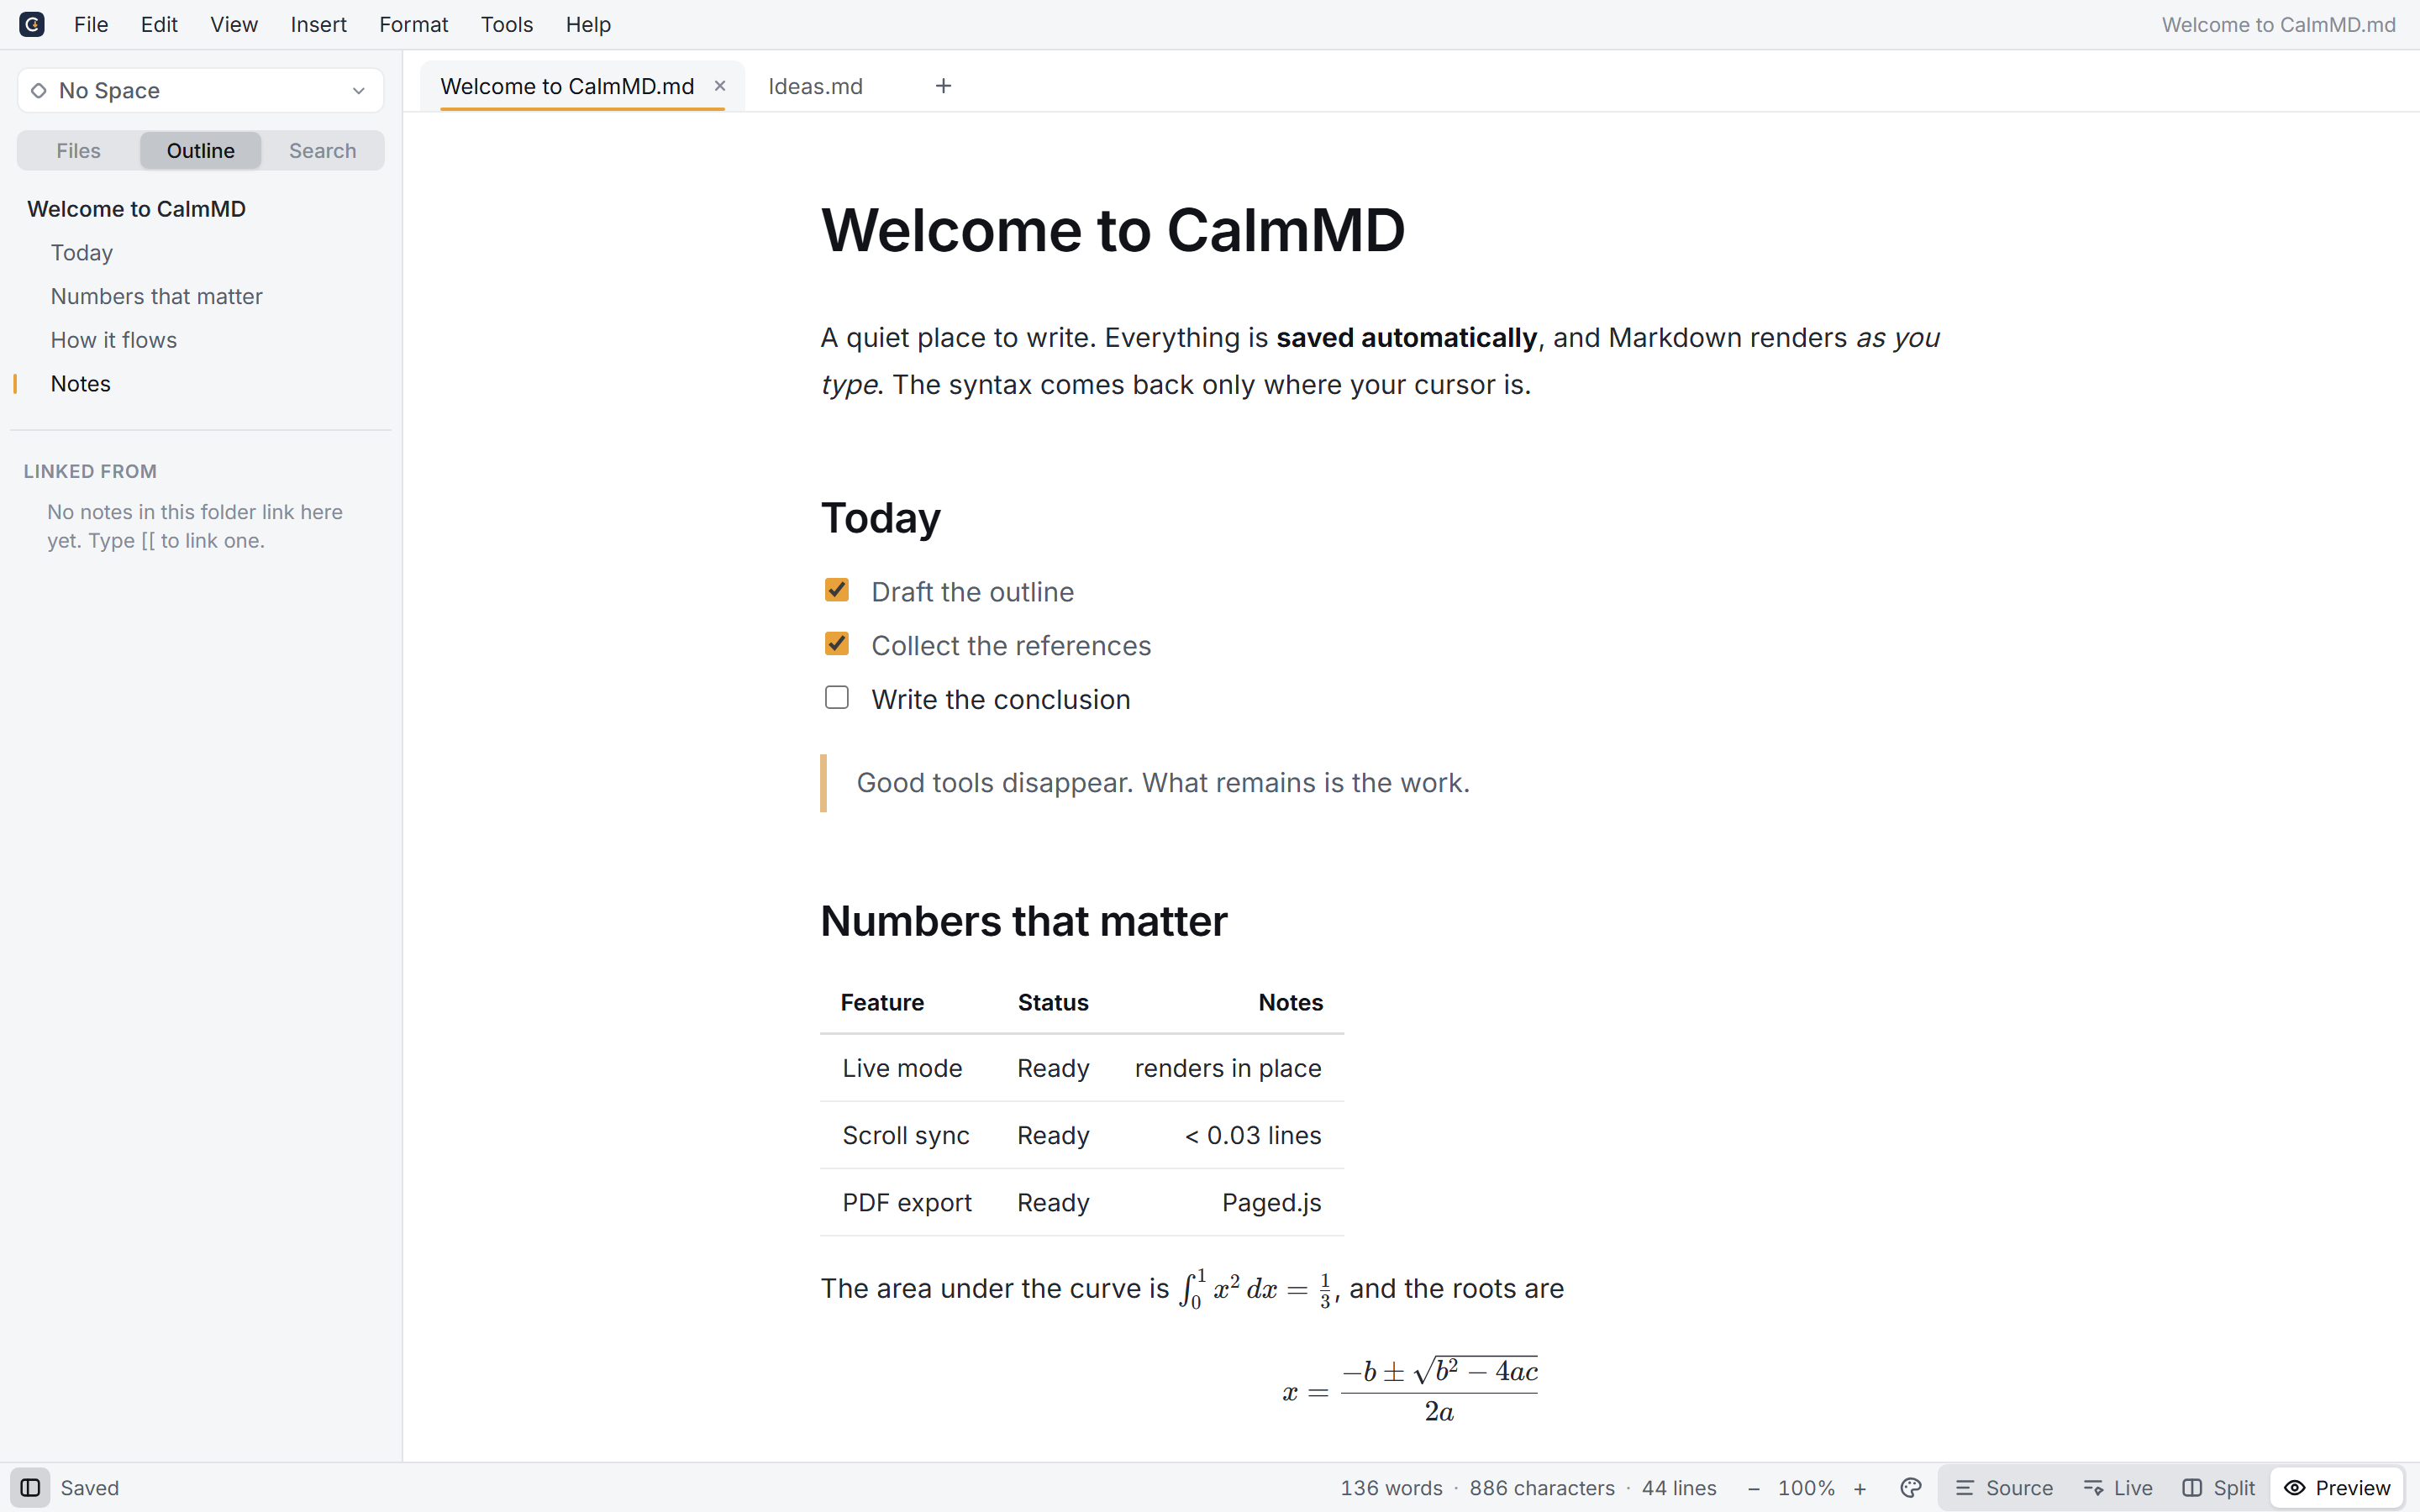 File Edit View Insert Format Tools Help
Welcome to CalmMD.md
No Space
Files Outline Search
Welcome to CalmMD
Today
Numbers that matter
How it flows
Notes
LINKED FROM
No notes in this folder link here
yet. Type [[ to link one.
Welcome to CalmMD.md × Ideas.md +
Welcome to CalmMD
A quiet place to write. Everything is saved automatically, and Markdown renders as you
type. The syntax comes back only where your cursor is.
Today
Draft the outline
Collect the references
Write the conclusion
Good tools disappear. What remains is the work.
Numbers that matter
Feature Status Notes
Live mode Ready renders in place
Scroll sync Ready < 0.03 lines
PDF export Ready Paged.js
The area under the curve is ∫₀¹ x² dx = 1/3, and the roots are
x = (−b ± √(b² − 4ac)) / 2a
Saved
136 words · 886 characters · 44 lines − 100% + Source Live Split Preview